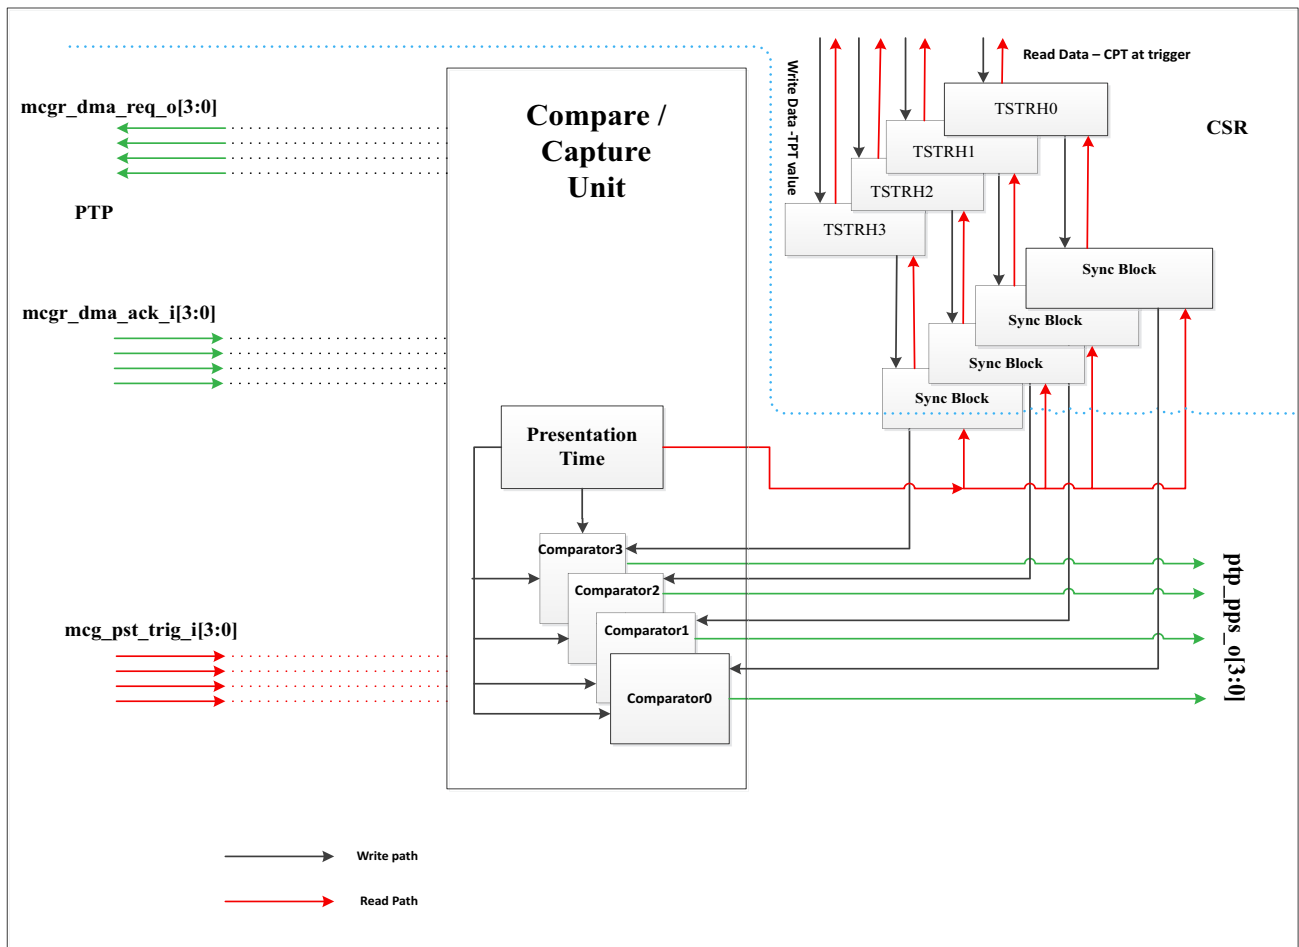 Read Data – CPT at trigger
Write Data -TPT value
mcgr_dma_req_o[3:0]
Compare /
Capture
Unit
TSTRH0
CSR
TSTRH1
TSTRH2
PTP
TSTRH3
Sync Block
mcgr_dma_ack_i[3:0]
Sync Block
Sync Block
Sync Block
Presentation
Time
Comparator3
Comparator2
Comparator1
Comparator0
mcg_pst_trig_i[3:0]
ptp_pps_o[3:0]
Write path
Read Path